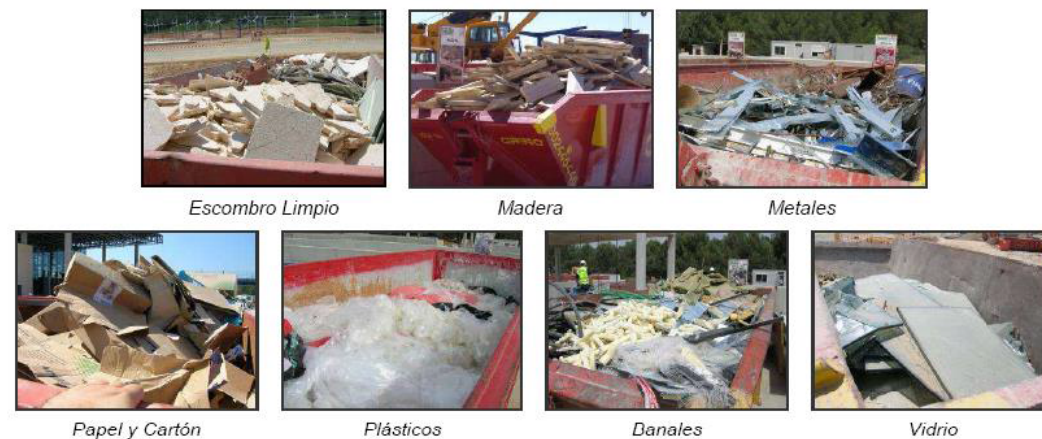 Escombro Limpio
Madera
Metales
Papel y Cartón
Plásticos
Banales
Vidrio